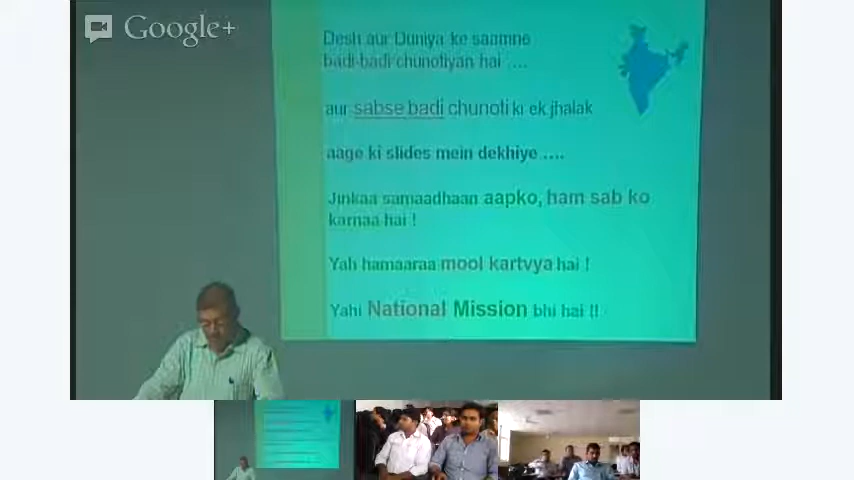 Google+
Desh aur Duniya ke saamne
badi-badi chunotiyan hai ....
aur sabse badi chunoti ki ek jhalak
aage ki slides mein dekhiye ....
Jinkaa samaadhaan aapko, ham sab ko
karnaa hai !
Yah hamaaraa mool kartvya hai !
Yahi National Mission bhi hai !!